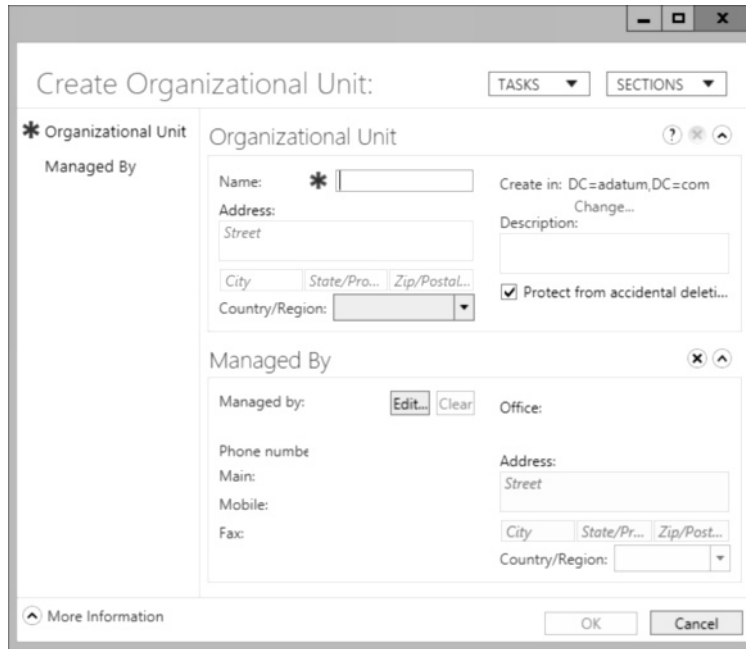 Create Organizational Unit:
TASKS
SECTIONS
✱ Organizational Unit
Managed By
Organizational Unit
Name: ✱
Address:
Street
City
State/Pro...
Zip/Postal...
Country/Region:
Create in: DC=adatum,DC=com
Change...
Description:
Protect from accidental deleti...
Managed By
Managed by:
Edit...
Clear
Phone numbe
Main:
Mobile:
Fax:
Office:
Address:
Street
City
State/Pr...
Zip/Post...
Country/Region:
More Information
OK
Cancel